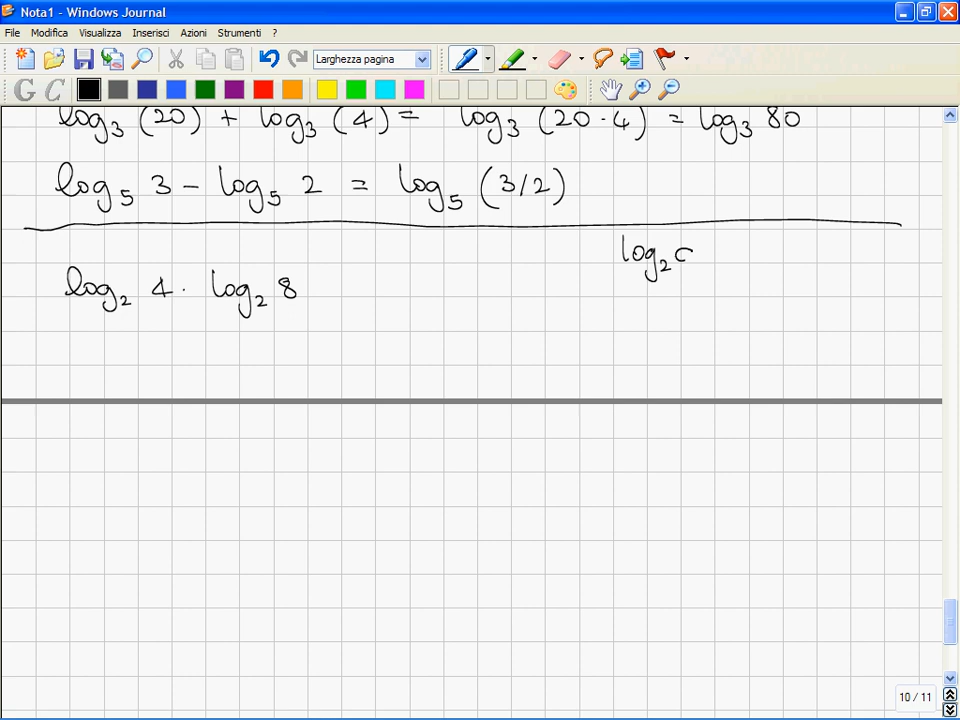 Nota1 - Windows Journal
File Modifica Visualizza Inserisci Azioni Strumenti ?
Larghezza pagina
G C
log₃ (20) + log₃ (4) = log₃ (20 · 4) = log₃ 80
log₅ 3 - log₅ 2 = log₅ (3/2)
log₂ c
log₂ 4 · log₂ 8
10 / 11